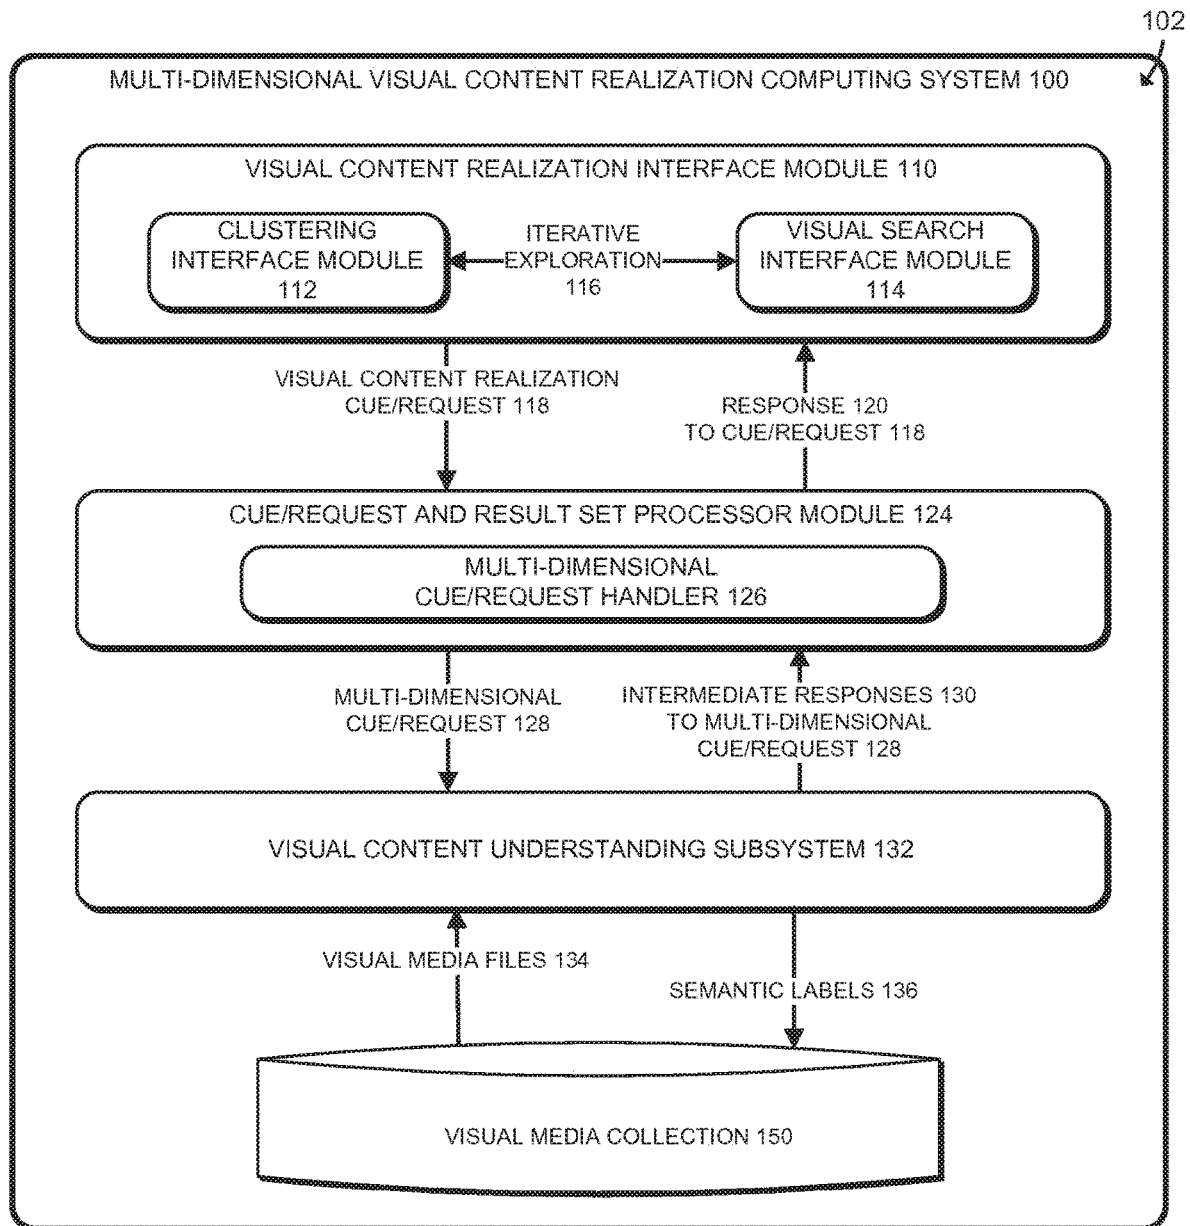 102
MULTI-DIMENSIONAL VISUAL CONTENT REALIZATION COMPUTING SYSTEM 100
VISUAL CONTENT REALIZATION INTERFACE MODULE 110
CLUSTERING
INTERFACE MODULE
112
ITERATIVE
EXPLORATION
116
VISUAL SEARCH
INTERFACE MODULE
114
VISUAL CONTENT REALIZATION
CUE/REQUEST 118
RESPONSE 120
TO CUE/REQUEST 118
CUE/REQUEST AND RESULT SET PROCESSOR MODULE 124
MULTI-DIMENSIONAL
CUE/REQUEST HANDLER 126
MULTI-DIMENSIONAL
CUE/REQUEST 128
INTERMEDIATE RESPONSES 130
TO MULTI-DIMENSIONAL
CUE/REQUEST 128
VISUAL CONTENT UNDERSTANDING SUBSYSTEM 132
VISUAL MEDIA FILES 134
SEMANTIC LABELS 136
VISUAL MEDIA COLLECTION 150